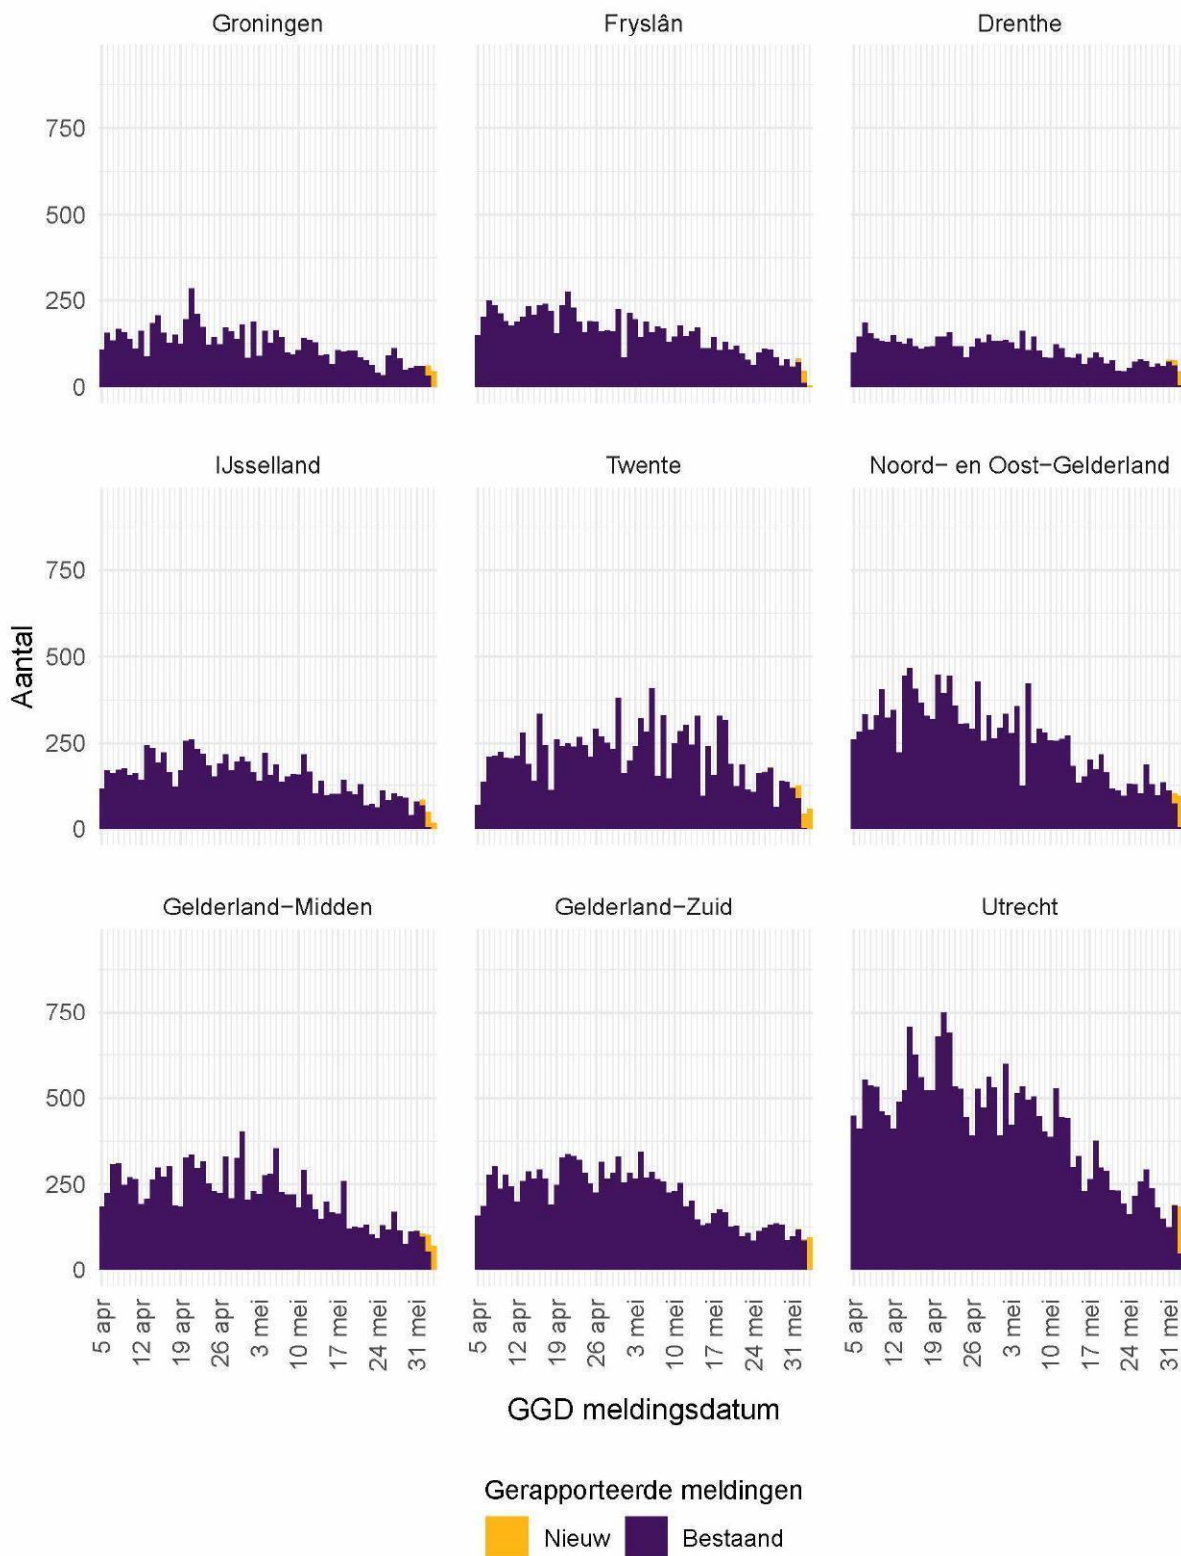 Groningen Fryslân Drenthe
750
500
250
0
IJsselland Twente Noord- en Oost-Gelderland
Aantal
750
500
250
0
Gelderland-Midden Gelderland-Zuid Utrecht
750
500
250
0
5 apr 12 apr 19 apr 26 apr 3 mei 10 mei 17 mei 24 mei 31 mei 5 apr 12 apr 19 apr 26 apr 3 mei 10 mei 17 mei 24 mei 31 mei 5 apr 12 apr 19 apr 26 apr 3 mei 10 mei 17 mei 24 mei 31 mei
GGD meldingsdatum
Gerapporteerde meldingen
Nieuw Bestaand